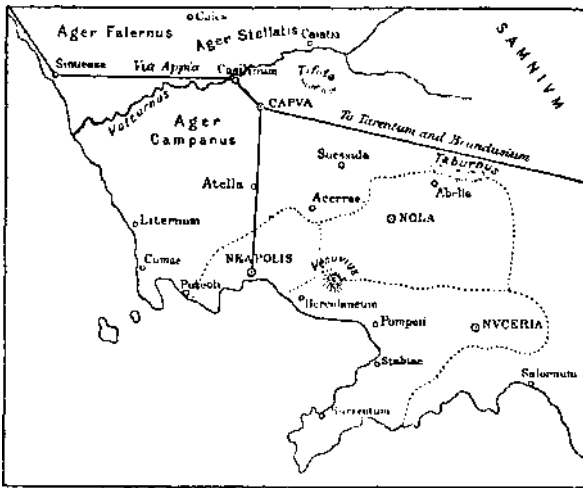 Cales
Ager Falernus
Ager Stellatis
Caiatia
SAMNIVM
Sinuessa
Via Appia
Casilinum
Tifata
Volturnus
CAPVA
Ager
Campanus
To Tarentum and Brundusium
Suessula
Taburnus
Atella
Abella
Acerrae
NOLA
Liternum
Cumae
NEAPOLIS
Vesuvius
Puteoli
Herculaneum
Pompeii
NVCERIA
Stabiae
Salernum
Surrentum